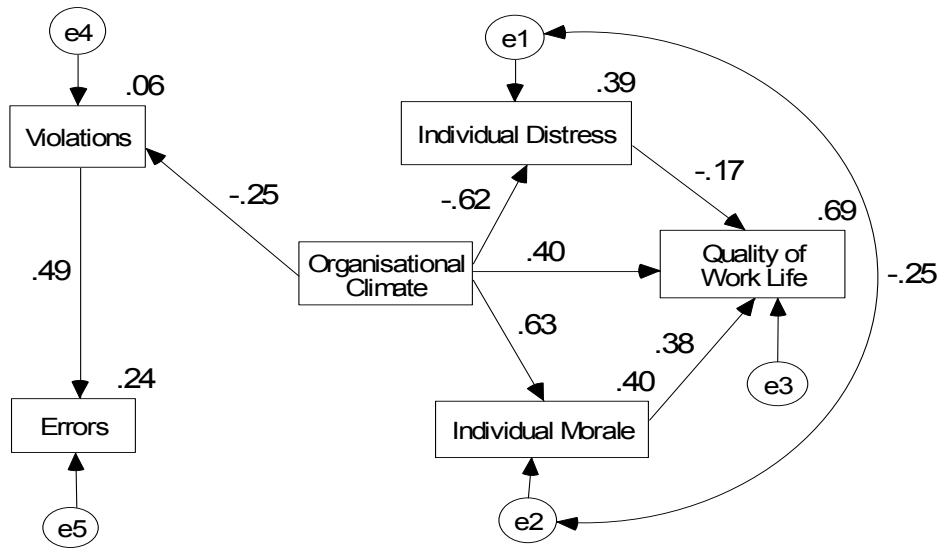 e4
e1
.06
.39
Violations
Individual Distress
-.25
-.62
-.17
.69
Organisational
Climate
.40
Quality of
Work Life
-.25
.49
.63
.38
.24
.40
e3
Errors
Individual Morale
e5
e2